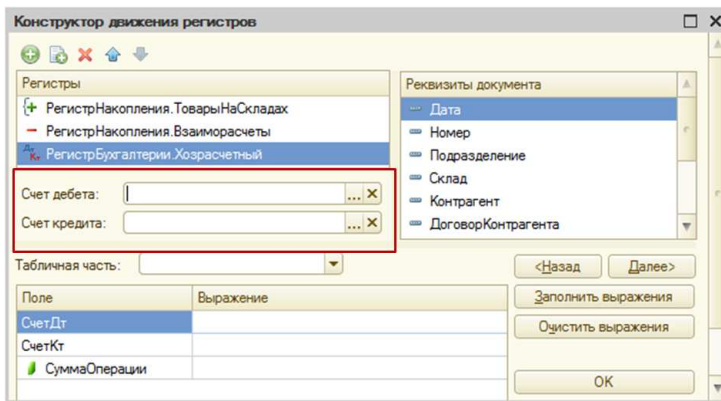 Конструктор движения регистров
Регистры
РегистрНакопления.ТоварыНаСкладах
РегистрНакопления.Взаиморасчеты
РегистрБухгалтерии.Хозрасчетный
Счет дебета:
Счет кредита:
Реквизиты документа
Дата
Номер
Подразделение
Склад
Контрагент
ДоговорКонтрагента
Табличная часть:
<Назад
Далее>
Поле
Выражение
СчетДт
СчетКт
СуммаОперации
Заполнить выражения
Очистить выражения
OK